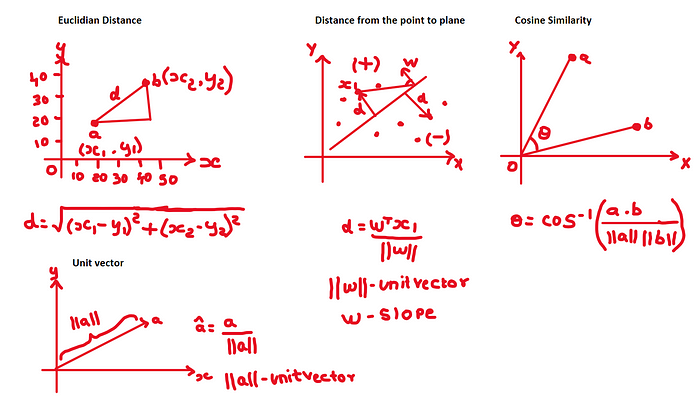 Euclidian Distance
y
40
30
20
10
0
10 20 30 40 50
x
d
a
(x₁, y₁)
b(x₂, y₂)
d = √(x₁-y₁)² + (x₂-y₂)²
Distance from the point to plane
Y
(+)
w
x₁
d
d
(-)
X
d = wᵀx₁ / ||w||
||w|| - unit vector
w - slope
Cosine Similarity
Y
a
θ
b
0
X
θ = cos⁻¹(a.b / ||a|| ||b||)
Unit vector
y
||a||
a
x
â = a / ||a||
||a|| - unit vector